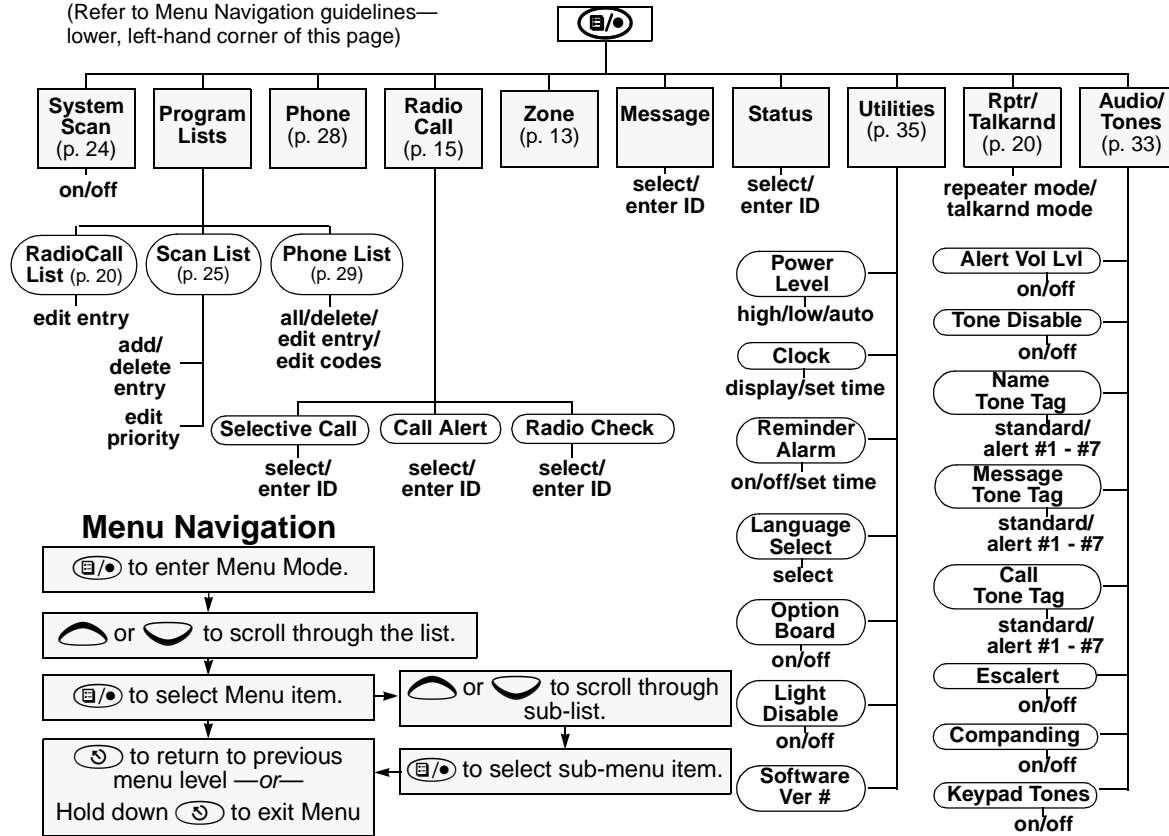 (Refer to Menu Navigation guidelines—
lower, left-hand corner of this page)
System
Scan
(p. 24)
on/off
Program
Lists
RadioCall
List (p. 20)
edit entry
Scan List
(p. 25)
add/
delete
entry
edit
priority
Phone List
(p. 29)
all/delete/
edit entry/
edit codes
Phone
(p. 28)
Radio
Call
(p. 15)
Selective Call
select/
enter ID
Call Alert
select/
enter ID
Radio Check
select/
enter ID
Zone
(p. 13)
Message
select/
enter ID
Status
select/
enter ID
Utilities
(p. 35)
Power
Level
high/low/auto
Clock
display/set time
Reminder
Alarm
on/off/set time
Language
Select
select
Option
Board
on/off
Light
Disable
on/off
Software
Ver #
Rptr/
Talkarnd
(p. 20)
repeater mode/
talkarnd mode
Audio/
Tones
(p. 33)
Alert Vol Lvl
on/off
Tone Disable
on/off
Name
Tone Tag
standard/
alert #1 - #7
Message
Tone Tag
standard/
alert #1 - #7
Call
Tone Tag
standard/
alert #1 - #7
Escalert
on/off
Companding
on/off
Keypad Tones
on/off
Menu Navigation
to enter Menu Mode.
or to scroll through the list.
to select Menu item.
or to scroll through
sub-list.
to select sub-menu item.
to return to previous
menu level —or—
Hold down to exit Menu